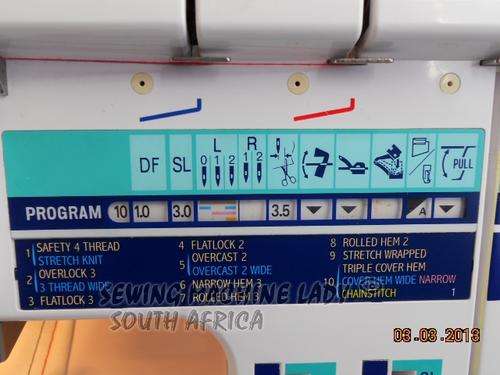 L R
DF SL 0 1 2 1 2 PULL
PROGRAM 10 1.0 3.0 3.5 A
1 SAFETY 4 THREAD
STRETCH KNIT
2 OVERLOCK 3
3 THREAD WIDE
3 FLATLOCK 3
4 FLATLOCK 2
5 OVERCAST 2
OVERCAST 2 WIDE
6 NARROW HEM 3
7 ROLLED HEM 3
8 ROLLED HEM 2
9 STRETCH WRAPPED
TRIPLE COVER HEM
10 COVER HEM WIDE NARROW
CHAINSTITCH 1
SEWING MACHINE LADY
SOUTH AFRICA
03.03.2013